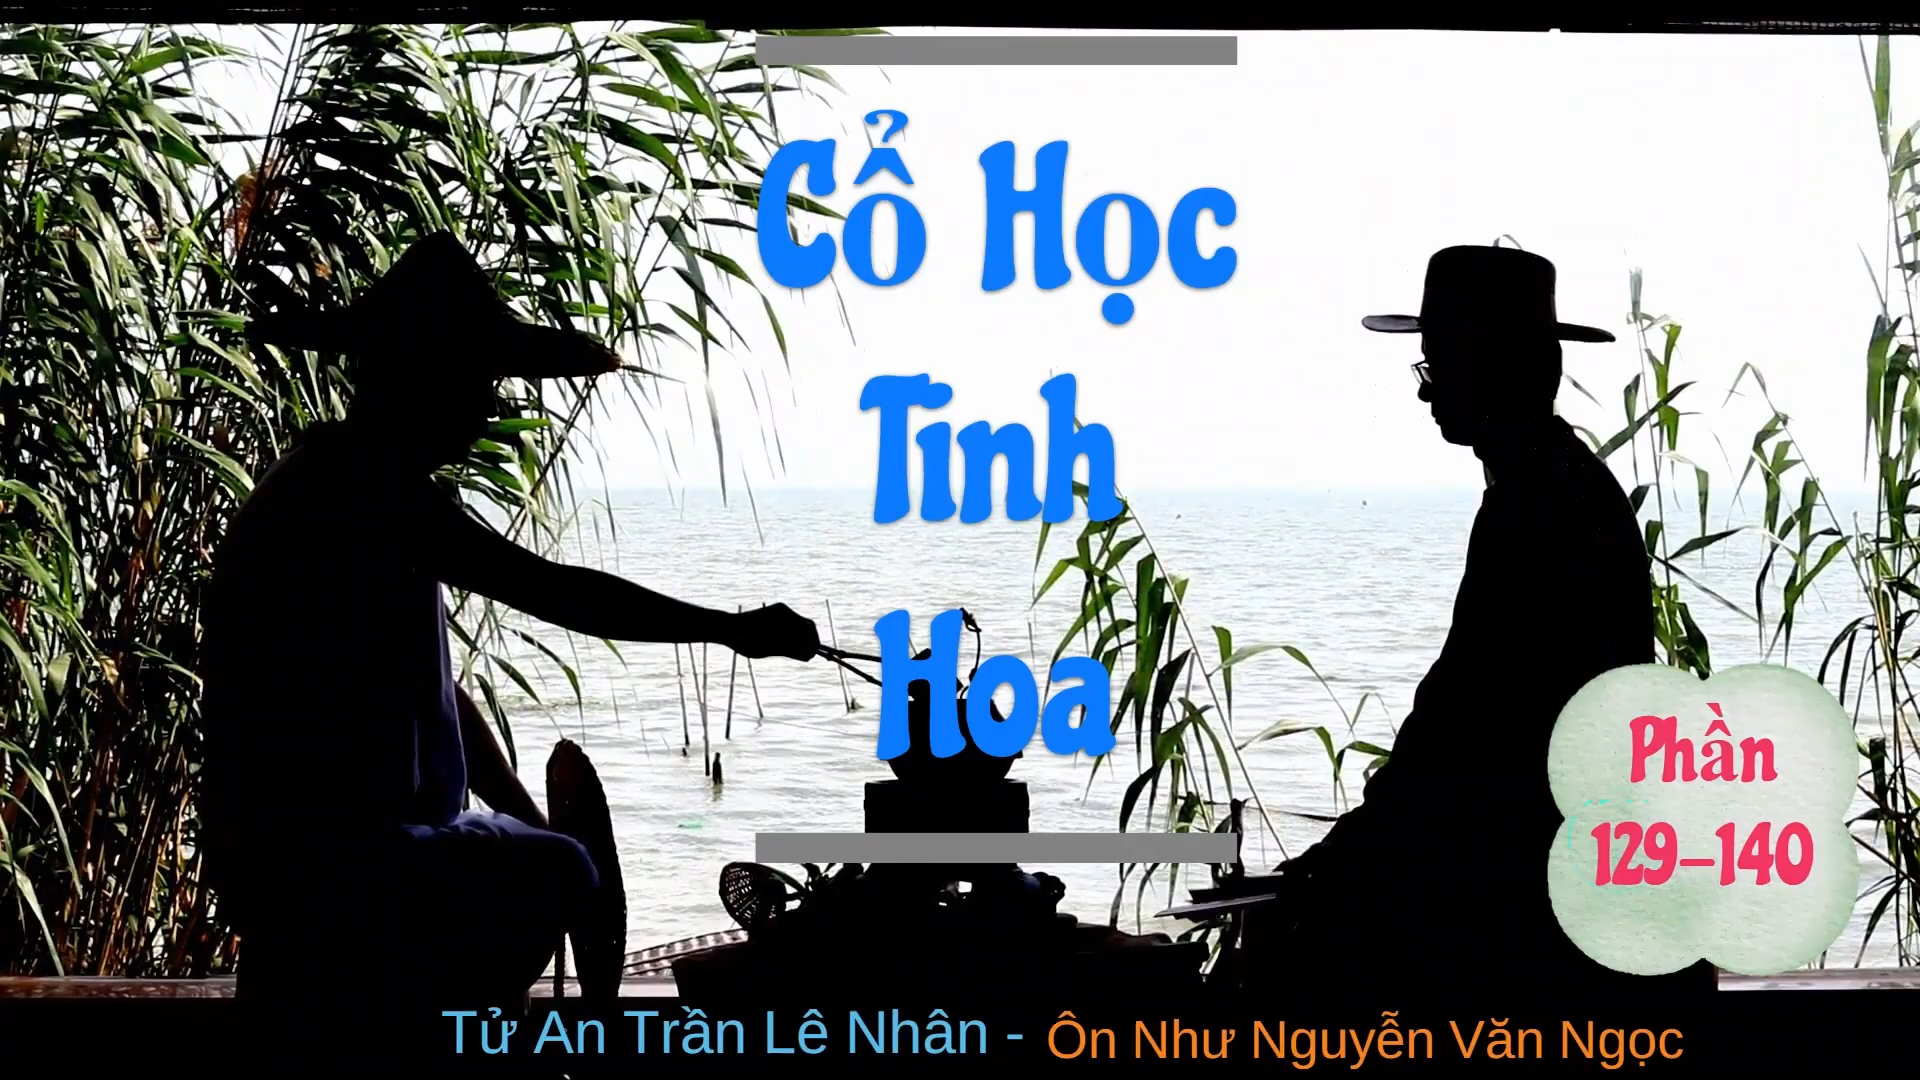 Cổ Học
Tinh
Hoa
Phần
129-140
Tử An Trần Lê Nhân - Ôn Như Nguyễn Văn Ngọc